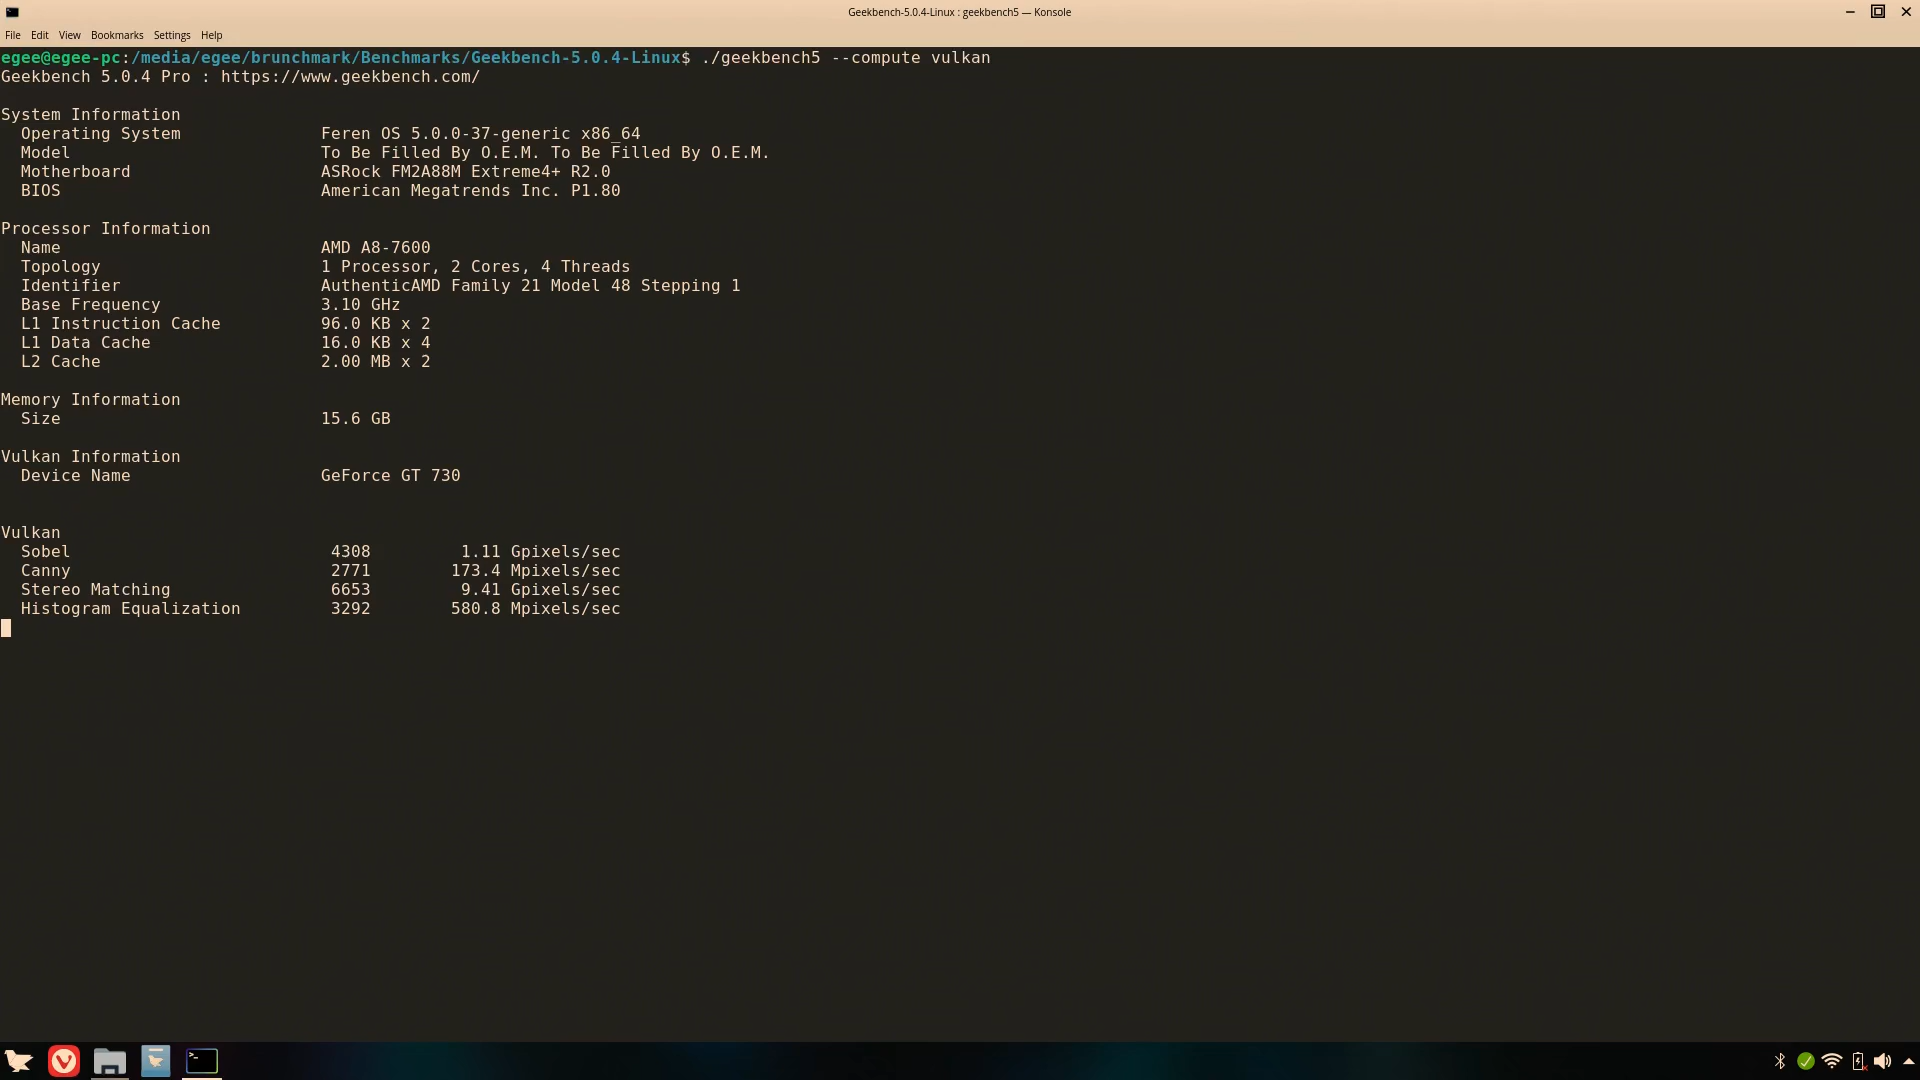 Geekbench-5.0.4-Linux : geekbench5 — Konsole
File Edit View Bookmarks Settings Help
egee@egee-pc:/media/egee/brunchmark/Benchmarks/Geekbench-5.0.4-Linux$ ./geekbench5 --compute vulkan
Geekbench 5.0.4 Pro : https://www.geekbench.com/
System Information
Operating System Feren OS 5.0.0-37-generic x86_64
Model To Be Filled By O.E.M. To Be Filled By O.E.M.
Motherboard ASRock FM2A88M Extreme4+ R2.0
BIOS American Megatrends Inc. P1.80
Processor Information
Name AMD A8-7600
Topology 1 Processor, 2 Cores, 4 Threads
Identifier AuthenticAMD Family 21 Model 48 Stepping 1
Base Frequency 3.10 GHz
L1 Instruction Cache 96.0 KB x 2
L1 Data Cache 16.0 KB x 4
L2 Cache 2.00 MB x 2
Memory Information
Size 15.6 GB
Vulkan Information
Device Name GeForce GT 730
Vulkan
Sobel 4308 1.11 Gpixels/sec
Canny 2771 173.4 Mpixels/sec
Stereo Matching 6653 9.41 Gpixels/sec
Histogram Equalization 3292 580.8 Mpixels/sec